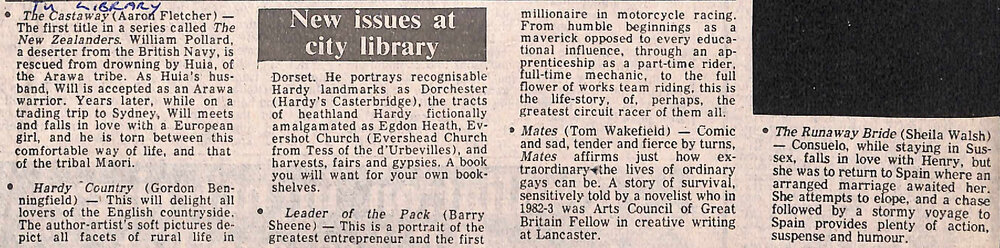 In LIBRARY
• The Castaway (Aaron Fletcher) —
The first title in a series called The
New Zealanders. William Pollard,
a deserter from the British Navy, is
rescued from drowning by Huia, of
the Arawa tribe. As Huia's hus-
band, Will is accepted as an Arawa
warrior. Years later, while on a
trading trip to Sydney, Will meets
and falls in love with a European
girl, and he is torn between this
comfortable way of life, and that
of the tribal Maori.
• Hardy Country (Gordon Ben-
ningfield) — This will delight all
lovers of the English countryside.
The author-artist's soft pictures de-
pict all facets of rural life in
New issues at
city library
Dorset. He portrays recognisable
Hardy landmarks as Dorchester
(Hardy's Casterbridge), the tracts
of heathland Hardy fictionally
amalgamated as Egdon Heath, Ev-
ershot Church (Evershead Church
from Tess of the d'Urbevilles), and
harvests, fairs and gypsies. A book
you will want for your own book-
shelves.
• Leader of the Pack (Barry
Sheene) — This is a portrait of the
greatest entrepreneur and the first
millionaire in motorcycle racing.
From humble beginnings as a
maverick opposed to every educa-
tional influence, through an ap-
prenticeship as a part-time rider,
full-time mechanic, to the full
flower of works team riding, this is
the life-story, of, perhaps, the
greatest circuit racer of them all.
• Mates (Tom Wakefield) — Comic
and sad, tender and fierce by turns,
Mates affirms just how ex-
traordinary the lives of ordinary
gays can be. A story of survival,
sensitively told by a novelist who in
1982-3 was Arts Council of Great
Britain Fellow in creative writing
at Lancaster.
• The Runaway Bride (Sheila Walsh)
— Consuelo, while staying in Sus-
sex, falls in love with Henry, but
she was to return to Spain where an
arranged marriage awaited her.
She attempts to elope, and a chase
followed by a stormy voyage to
Spain provides plenty of action,
suspense and humour.